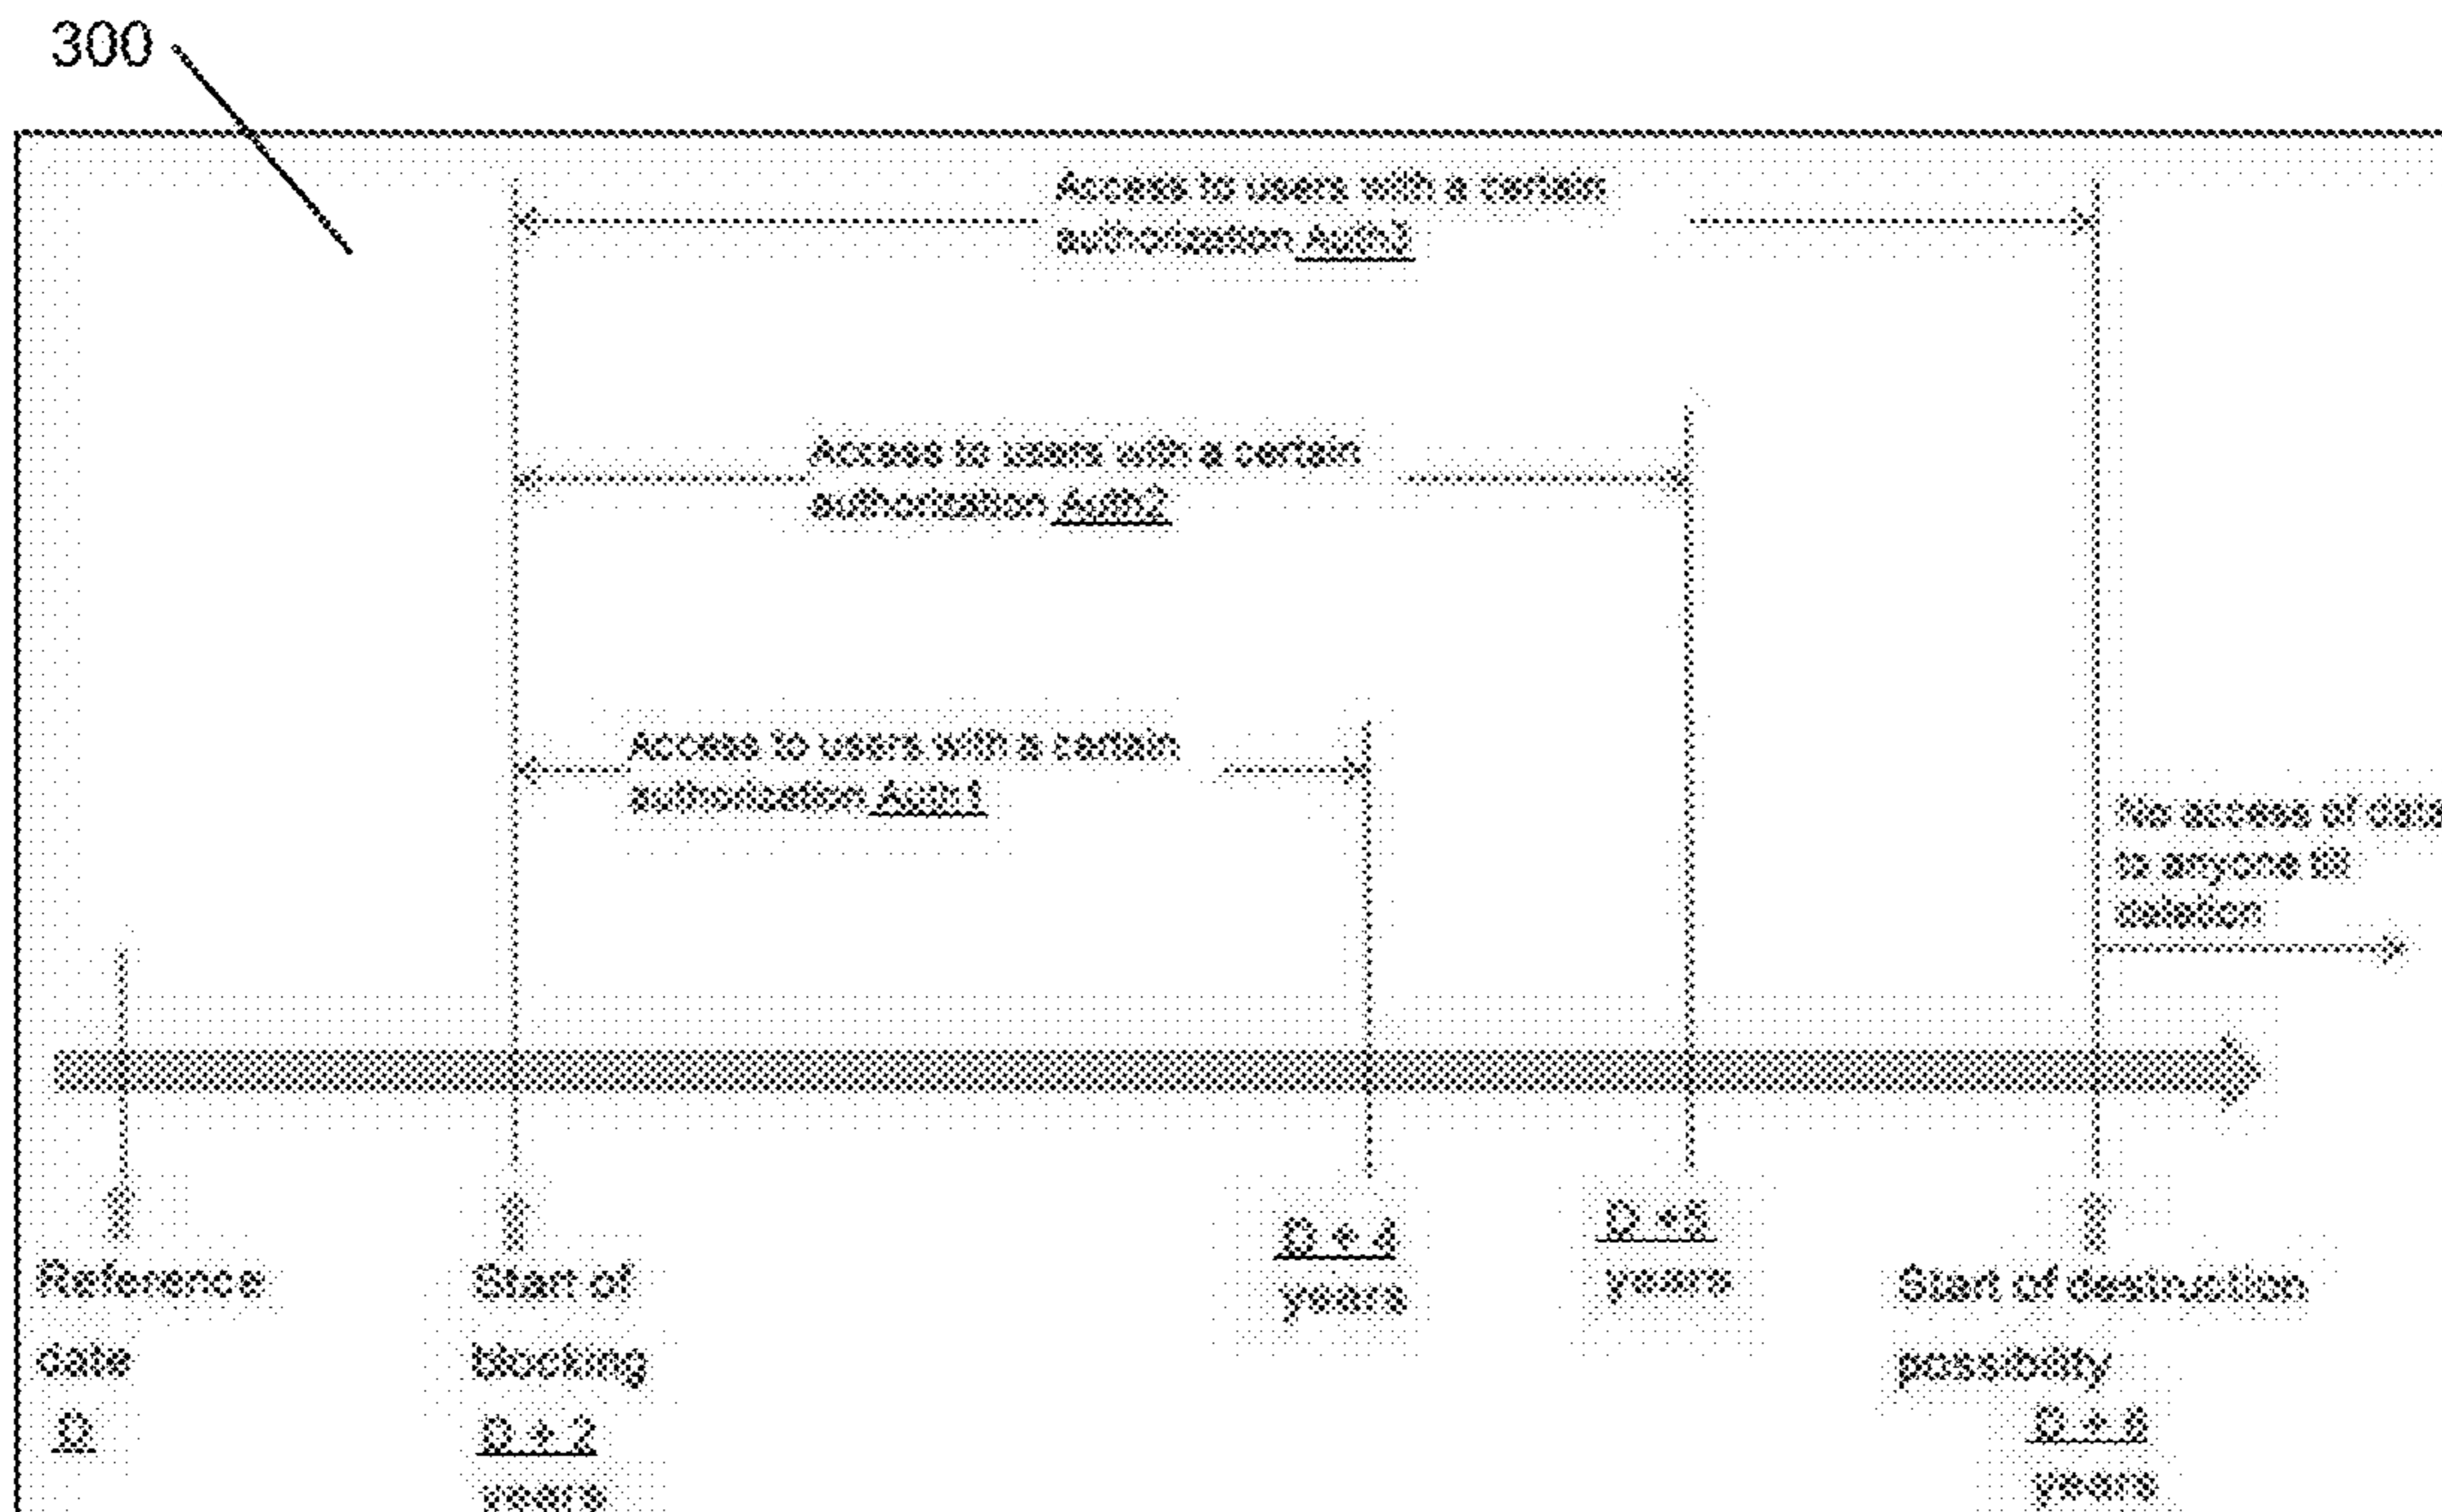 300
Access to users with a certain
authorization Auth3
Access to users with a certain
authorization Auth2
Access to users with a certain
authorization Auth1
No access of data
to anyone till
deletion
Reference
date
D
Start of
blocking
D + 2
years
D + 4
years
D +
years
Start of destruction
possibility
D +
years